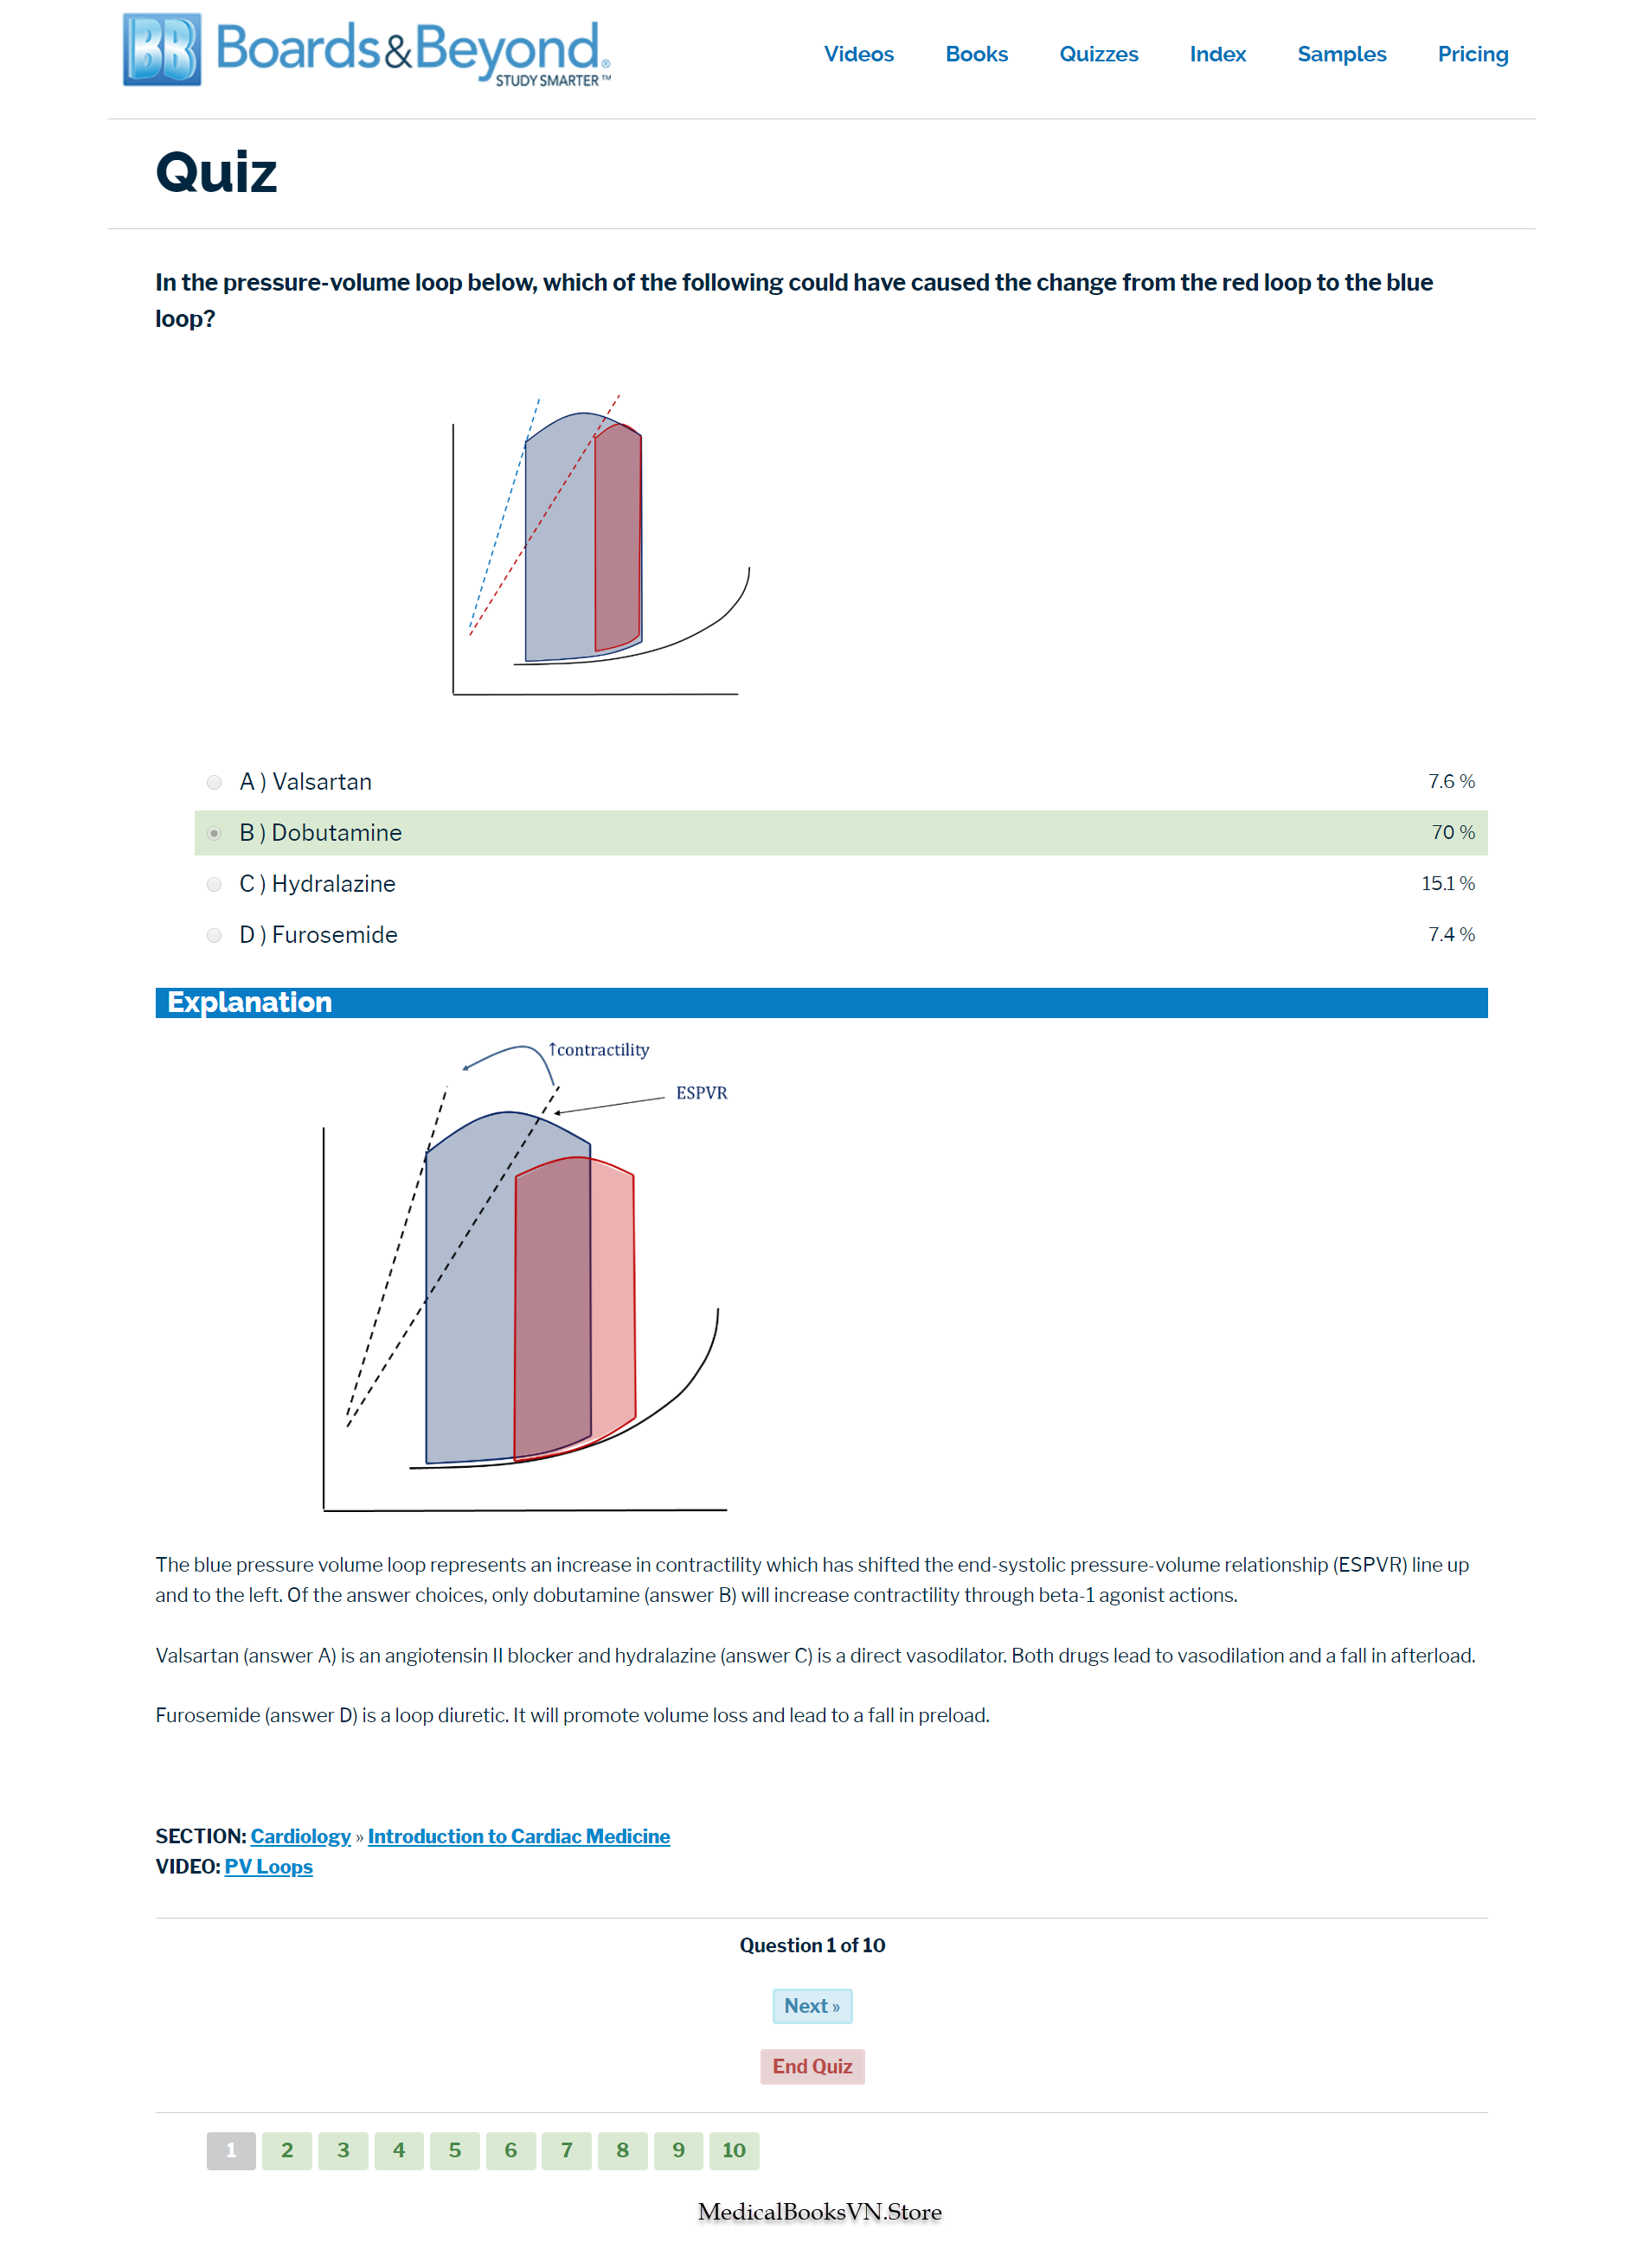 BB Boards&Beyond®
STUDY SMARTER™
Videos Books Quizzes Index Samples Pricing
Quiz
In the pressure-volume loop below, which of the following could have caused the change from the red loop to the blue
loop?
A ) Valsartan 7.6 %
B ) Dobutamine 70 %
C ) Hydralazine 15.1 %
D ) Furosemide 7.4 %
Explanation
↑contractility
ESPVR
The blue pressure volume loop represents an increase in contractility which has shifted the end-systolic pressure-volume relationship (ESPVR) line up
and to the left. Of the answer choices, only dobutamine (answer B) will increase contractility through beta-1 agonist actions.
Valsartan (answer A) is an angiotensin II blocker and hydralazine (answer C) is a direct vasodilator. Both drugs lead to vasodilation and a fall in afterload.
Furosemide (answer D) is a loop diuretic. It will promote volume loss and lead to a fall in preload.
SECTION: Cardiology » Introduction to Cardiac Medicine
VIDEO: PV Loops
Question 1 of 10
Next »
End Quiz
1 2 3 4 5 6 7 8 9 10
MedicalBooksVN.Store